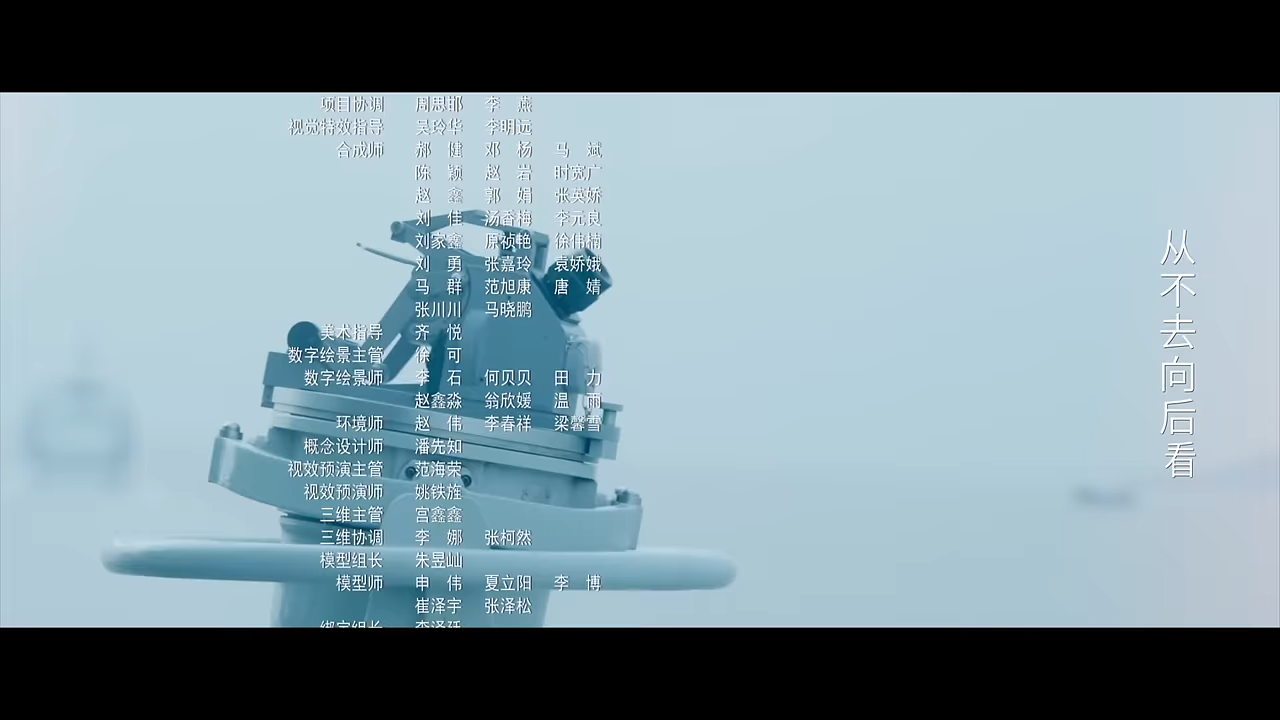 项目协调 周思邯 李燕
视觉特效指导 吴玲华 李明远
合成师 郝健 邓杨 马斌
陈颖 赵岩 时宽广
赵鑫 郭娟 张英娇
刘佳 汤香梅 李元良
刘家鑫 原祯艳 徐伟楠
刘勇 张嘉玲 袁娇娥
马群 范旭康 唐婧
张川川 马晓鹏
美术指导 齐悦
数字绘景主管 徐可
数字绘景师 李石 何贝贝 田力
赵鑫淼 翁欣媛 温雨
环境师 赵伟 李春祥 梁馨雪
概念设计师 潘先知
视效预演主管 范海荣
视效预演师 姚铁旌
三维主管 宫鑫鑫
三维协调 李娜 张柯然
模型组长 朱昱屾
模型师 申伟 夏立阳 李博
崔泽宇 张泽松
从不去向后看